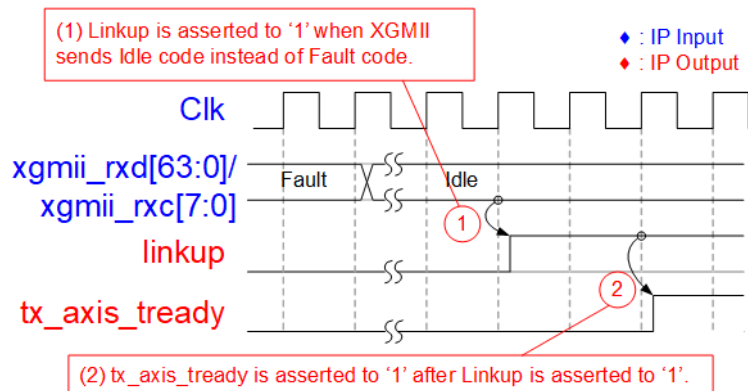 (1) Linkup is asserted to ‘1’ when XGMII
sends Idle code instead of Fault code.
♦ : IP Input
♦ : IP Output
Clk
xgmii_rxd[63:0]/
xgmii_rxc[7:0]
Fault
Idle
1
linkup
2
tx_axis_tready
(2) tx_axis_tready is asserted to ‘1’ after Linkup is asserted to ‘1’.